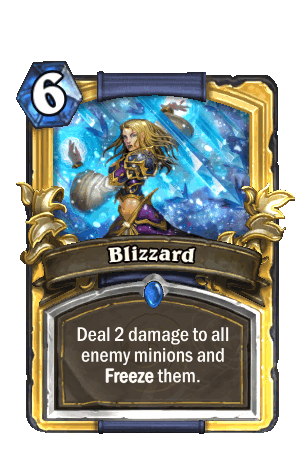 6
Blizzard
Deal 2 damage to all
enemy minions and
Freeze them.